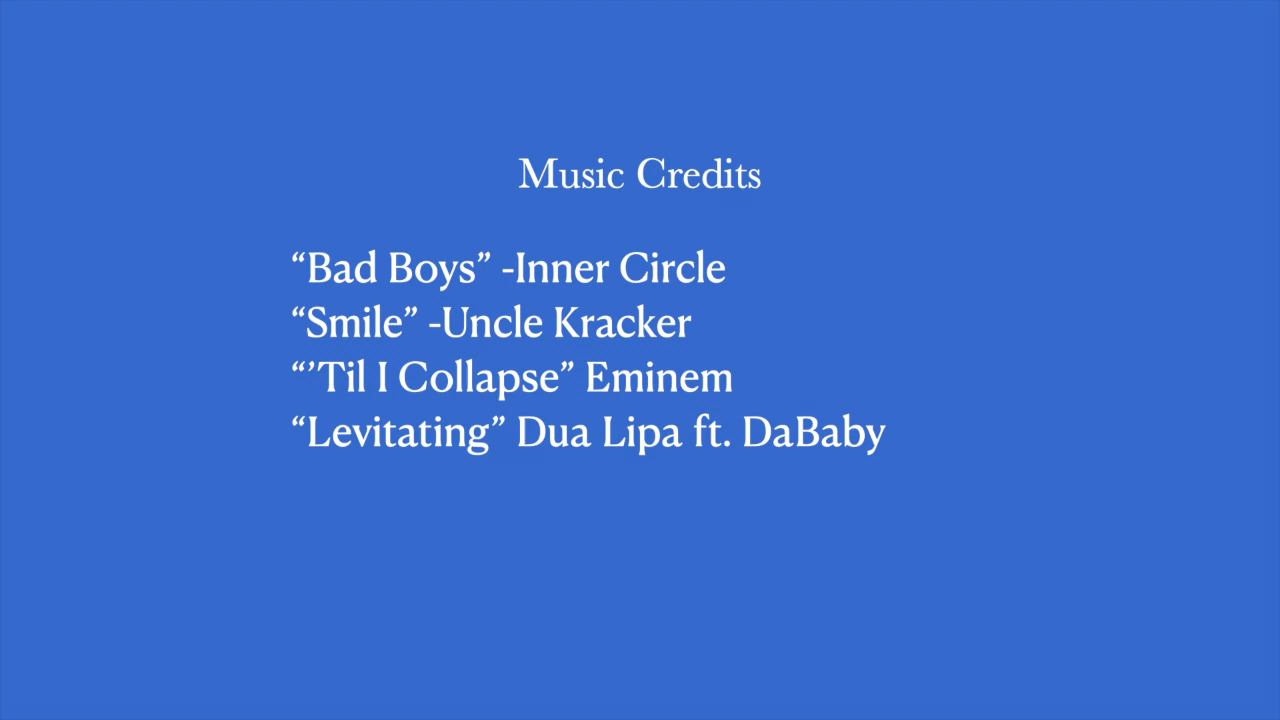 Music Credits
“Bad Boys” -Inner Circle
“Smile” -Uncle Kracker
“’Til I Collapse” Eminem
“Levitating” Dua Lipa ft. DaBaby